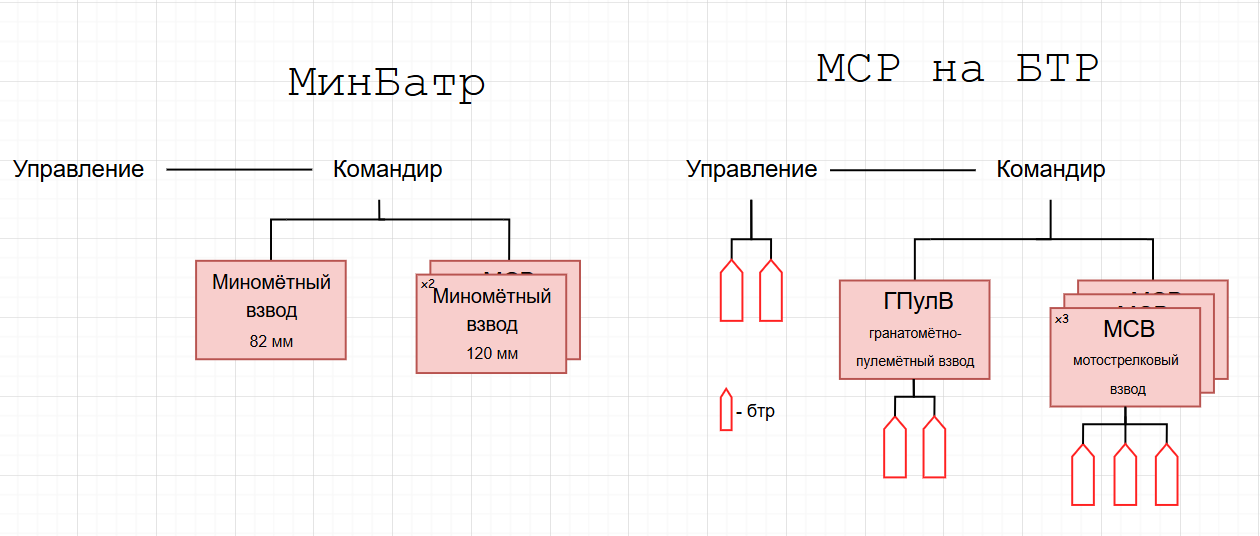 МинБатр
Управление
Командир
Миномётный
взвод
82 мм
x2
Миномётный
взвод
120 мм
МСР на БТР
Управление
Командир
- бтр
ГПулВ
гранатомётно-
пулемётный взвод
x3
МСВ
мотострелковый
взвод